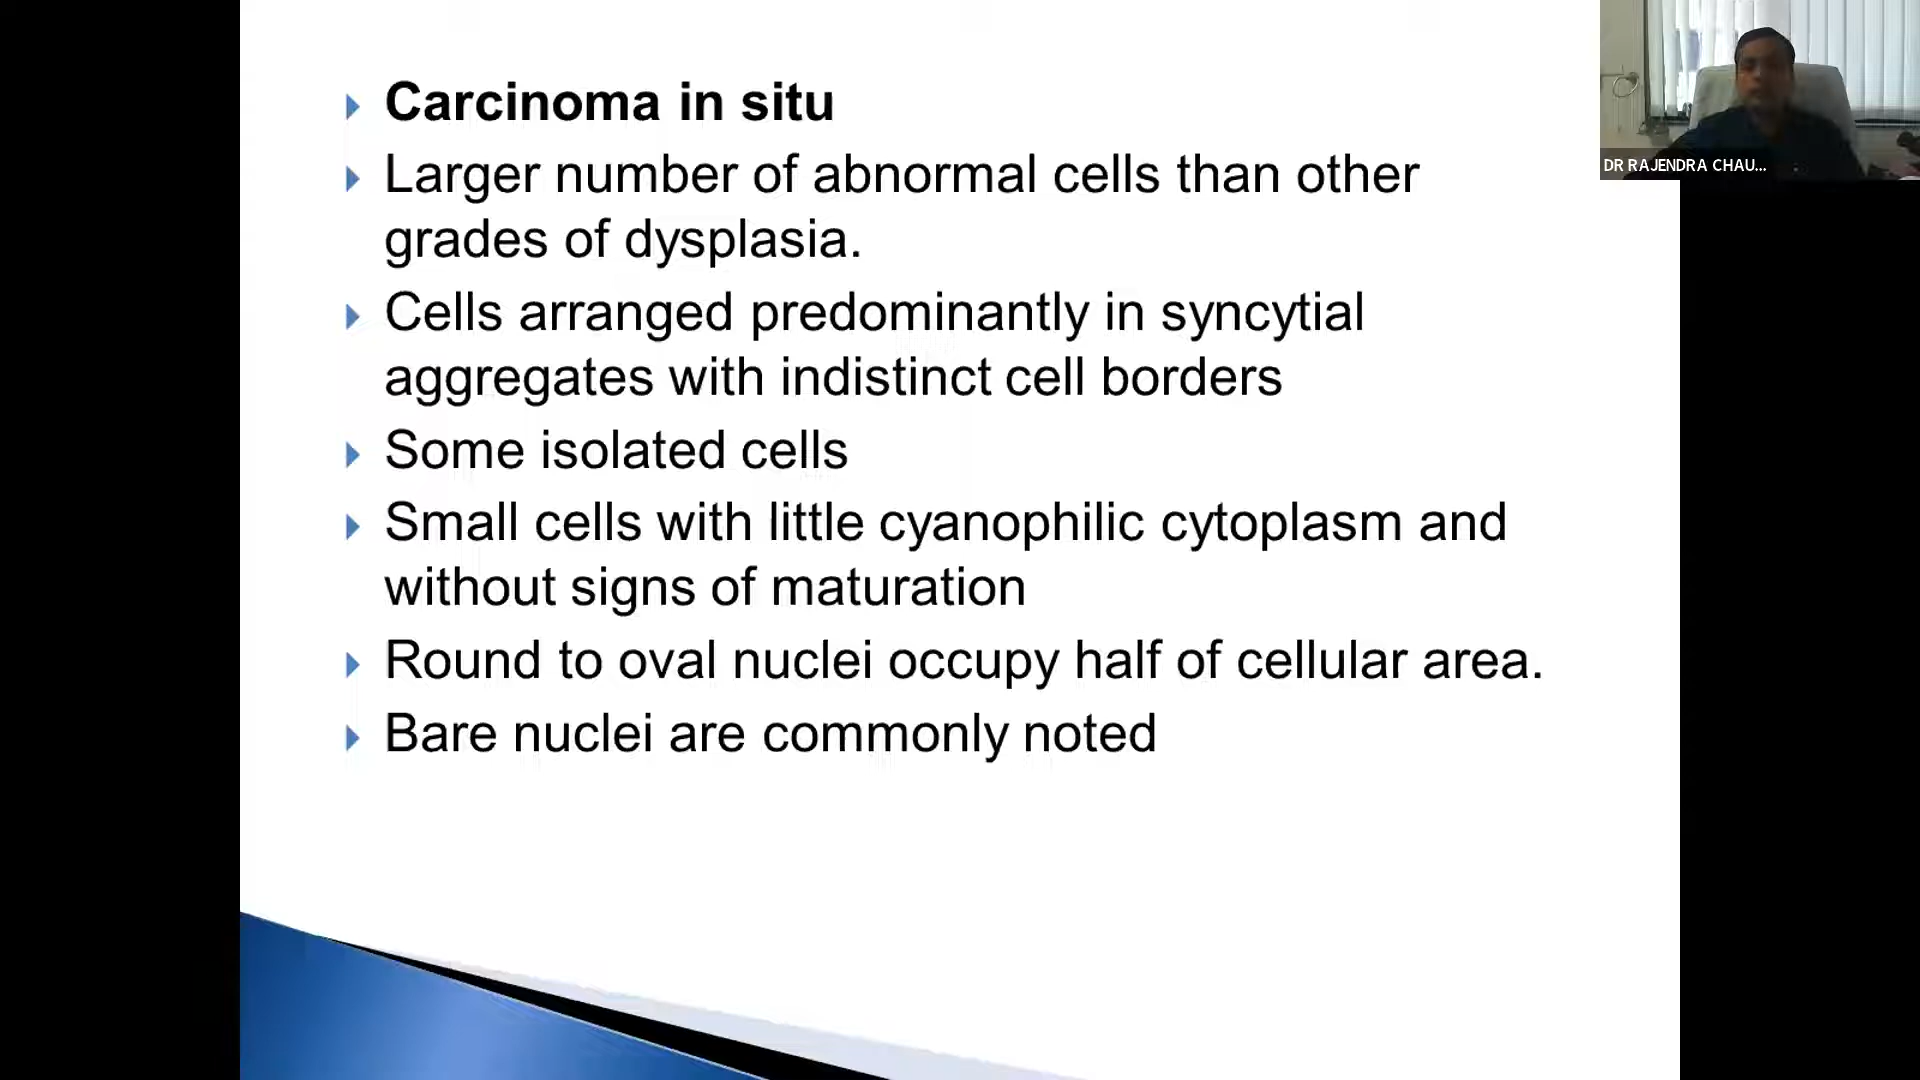 Carcinoma in situ
Larger number of abnormal cells than other
grades of dysplasia.
Cells arranged predominantly in syncytial
aggregates with indistinct cell borders
Some isolated cells
Small cells with little cyanophilic cytoplasm and
without signs of maturation
Round to oval nuclei occupy half of cellular area.
Bare nuclei are commonly noted
DR RAJENDRA CHAU...